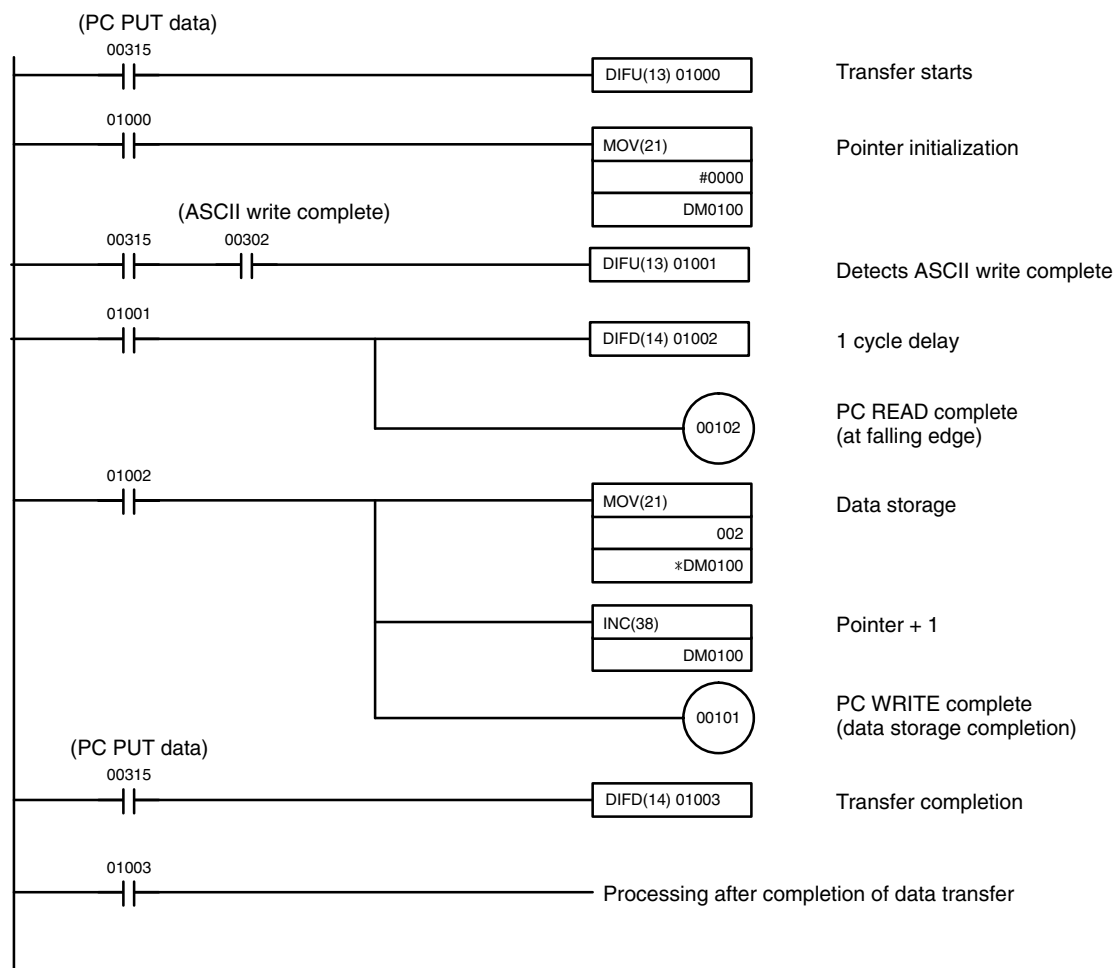 (PC PUT data)
00315
DIFU(13) 01000
Transfer starts
01000
MOV(21)
Pointer initialization
#0000
DM0100
(ASCII write complete)
00315
00302
DIFU(13) 01001
Detects ASCII write complete
01001
DIFD(14) 01002
1 cycle delay
00102
PC READ complete
(at falling edge)
01002
MOV(21)
Data storage
002
*DM0100
INC(38)
Pointer + 1
DM0100
00101
PC WRITE complete
(data storage completion)
(PC PUT data)
00315
DIFD(14) 01003
Transfer completion
01003
Processing after completion of data transfer